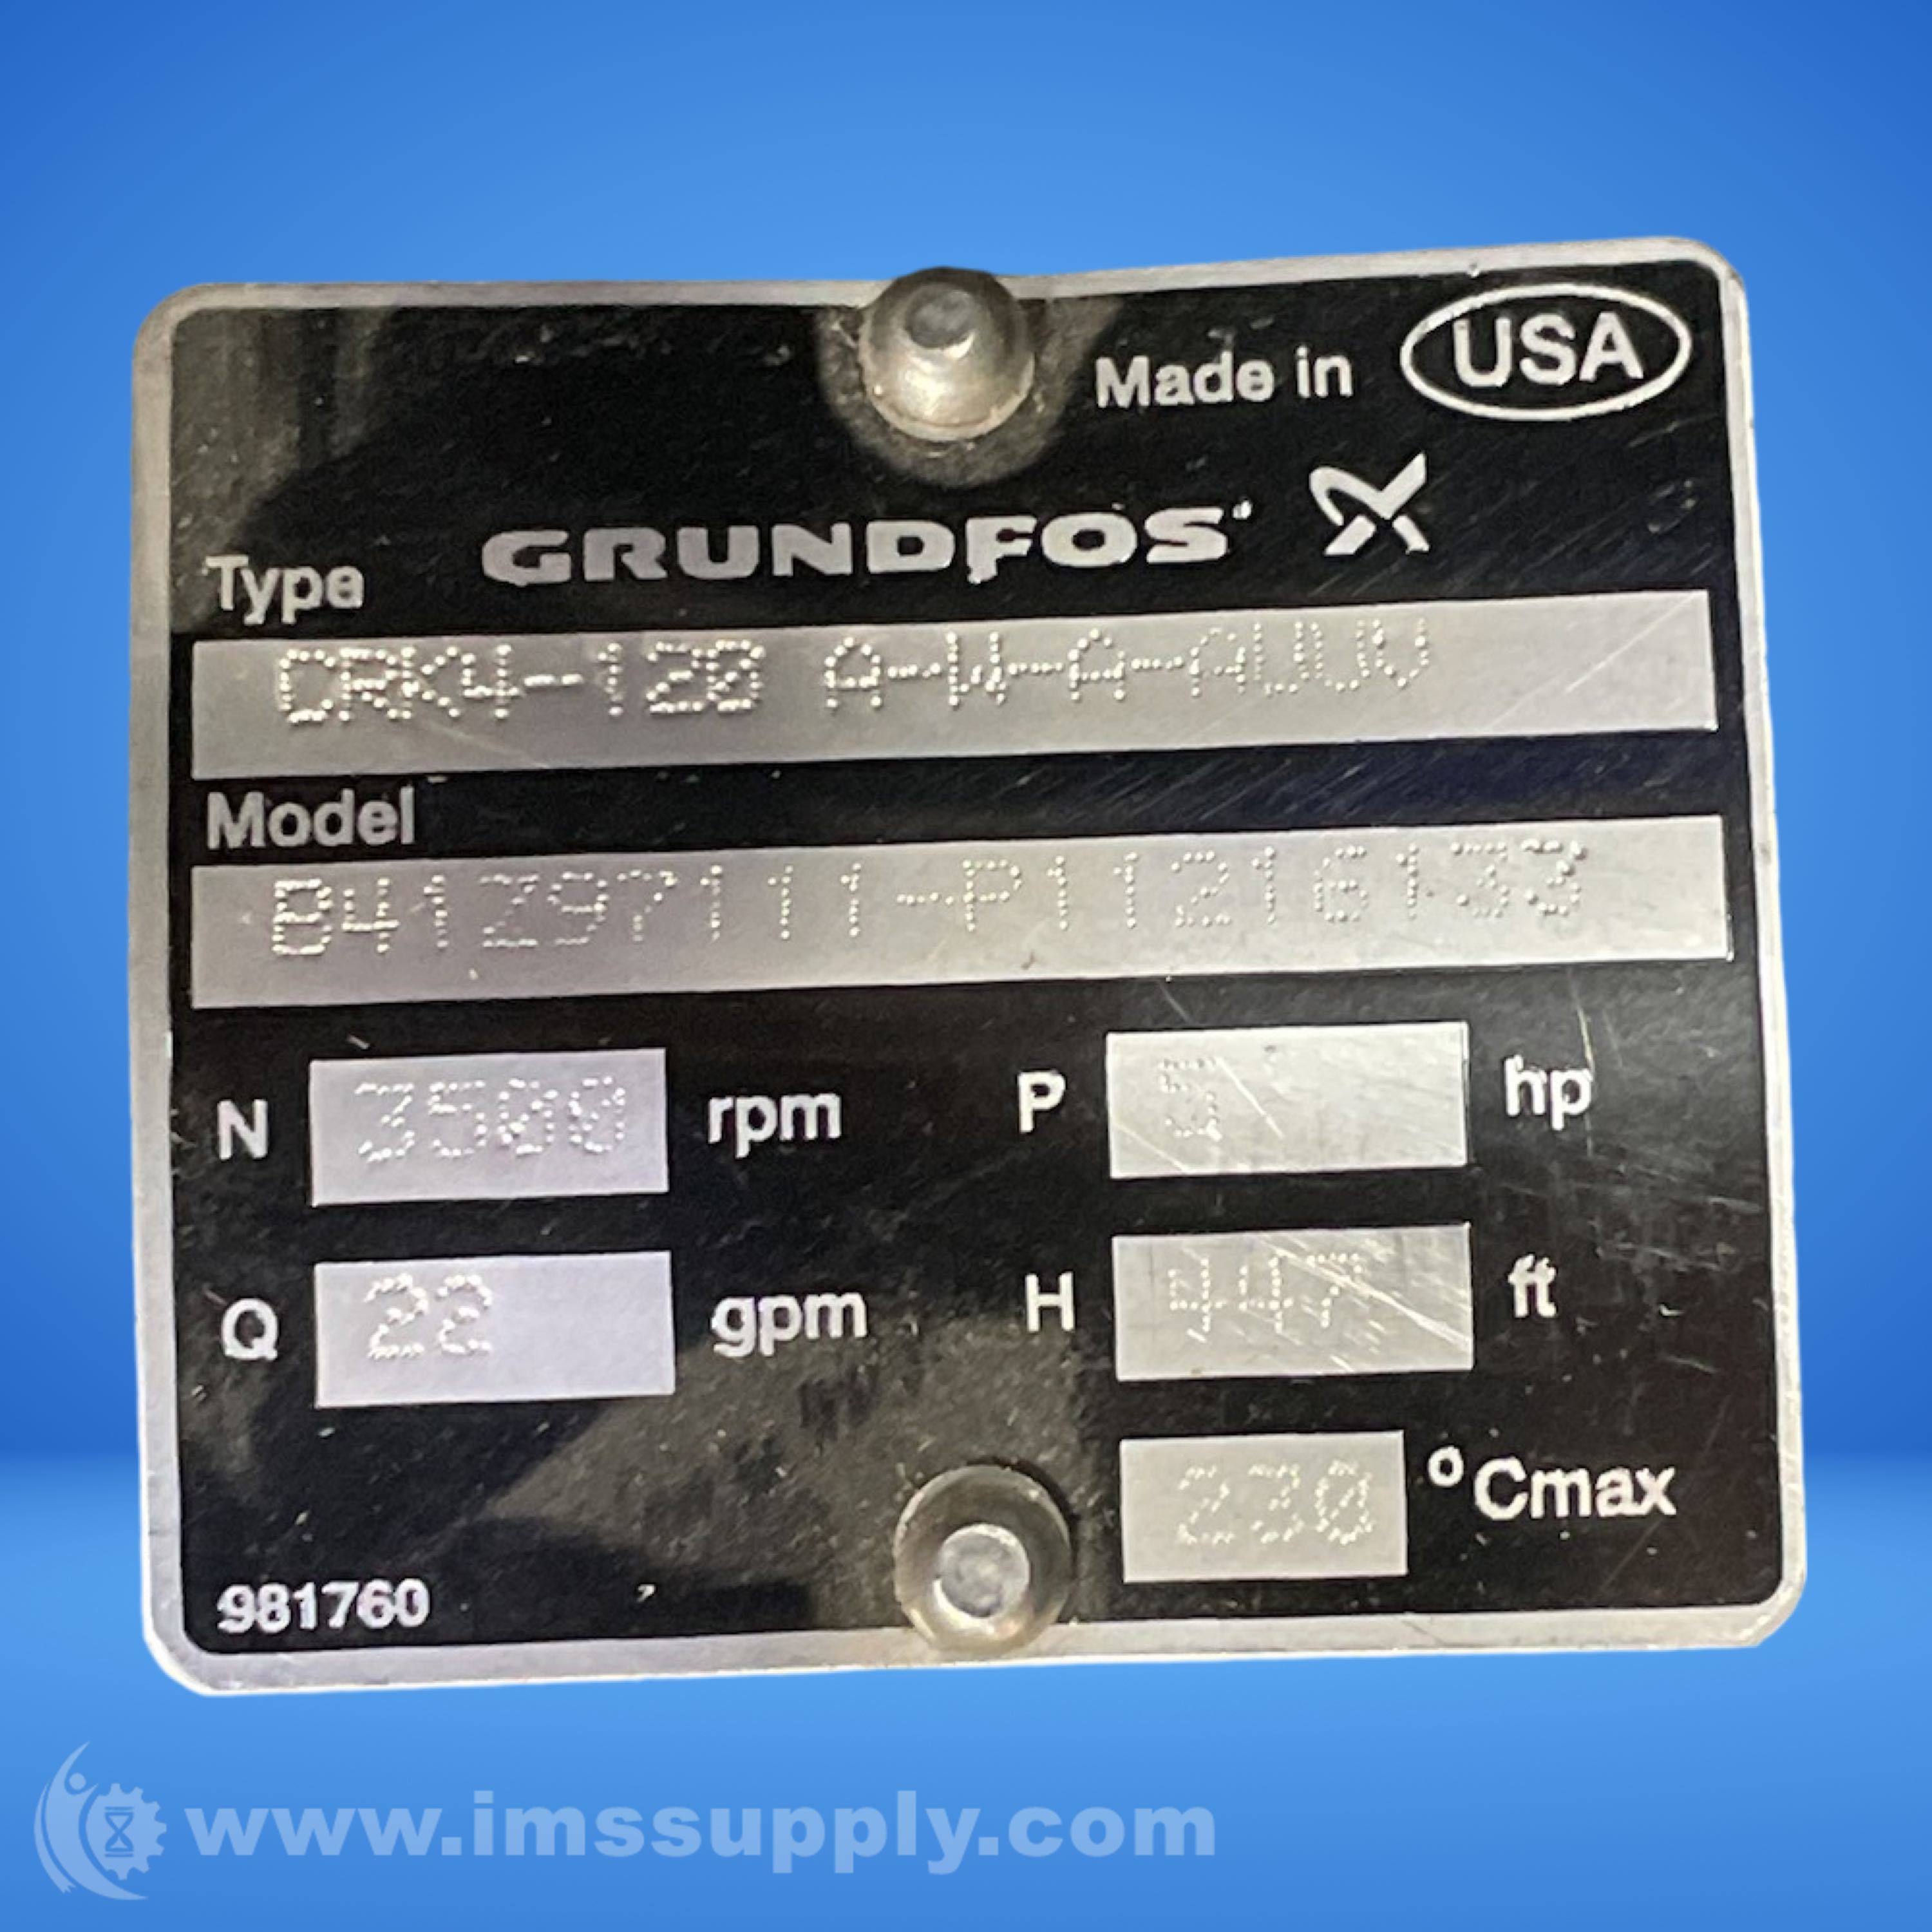 Made in USA
GRUNDFOS
Type
CRK4-120 A-W-A-AUUV
Model
B41297111-P11216133
N 3500 rpm P hp
Q 22 gpm H 447 ft
230 °Cmax
981760
www.imssupply.com